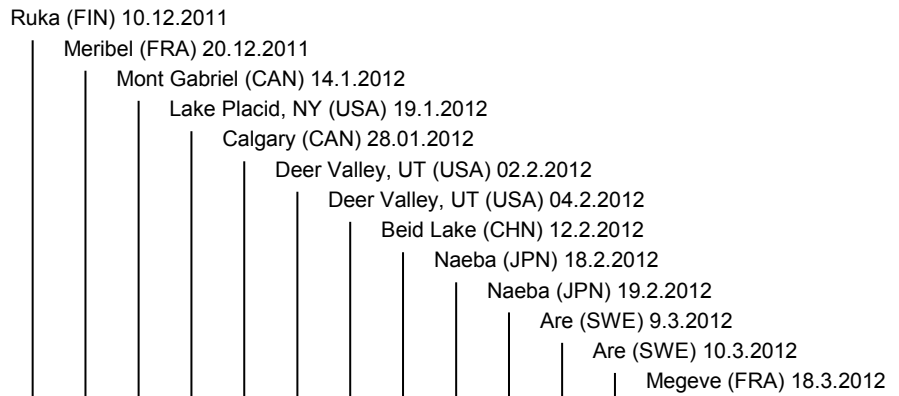 Ruka (FIN) 10.12.2011
Meribel (FRA) 20.12.2011
Mont Gabriel (CAN) 14.1.2012
Lake Placid, NY (USA) 19.1.2012
Calgary (CAN) 28.01.2012
Deer Valley, UT (USA) 02.2.2012
Deer Valley, UT (USA) 04.2.2012
Beid Lake (CHN) 12.2.2012
Naeba (JPN) 18.2.2012
Naeba (JPN) 19.2.2012
Are (SWE) 9.3.2012
Are (SWE) 10.3.2012
Megeve (FRA) 18.3.2012